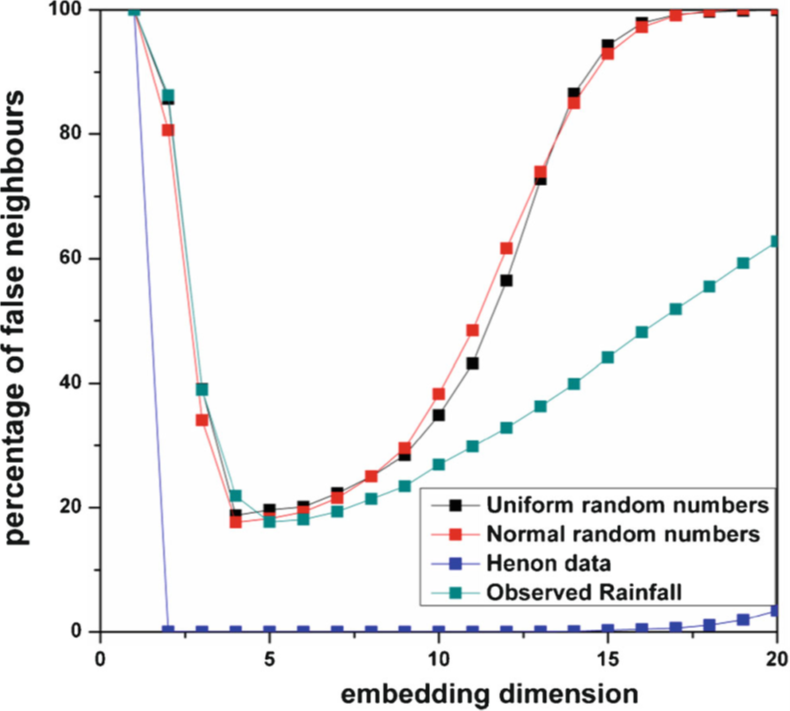 100
80
60
40
20
0
percentage of false neighbours
Uniform random numbers
Normal random numbers
Henon data
Observed Rainfall
0 5 10 15 20
embedding dimension